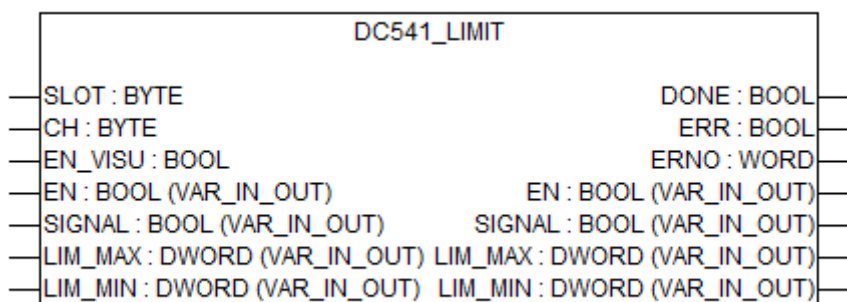 DC541_LIMIT
SLOT : BYTE DONE : BOOL
CH : BYTE ERR : BOOL
EN_VISU : BOOL ERNO : WORD
EN : BOOL (VAR_IN_OUT) EN : BOOL (VAR_IN_OUT)
SIGNAL : BOOL (VAR_IN_OUT) SIGNAL : BOOL (VAR_IN_OUT)
LIM_MAX : DWORD (VAR_IN_OUT) LIM_MAX : DWORD (VAR_IN_OUT)
LIM_MIN : DWORD (VAR_IN_OUT) LIM_MIN : DWORD (VAR_IN_OUT)